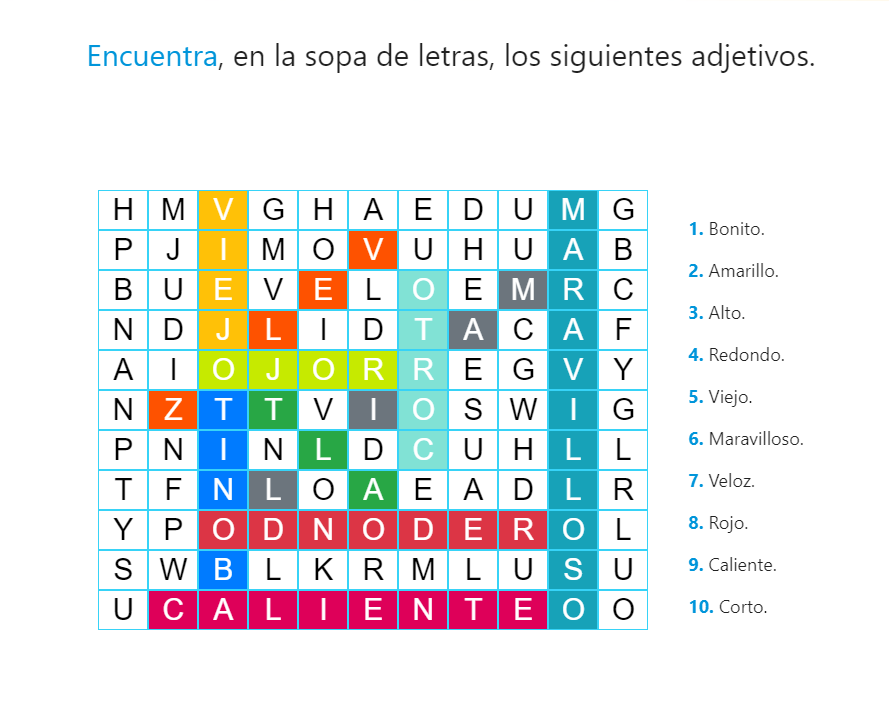 Encuentra, en la sopa de letras, los siguientes adjetivos.
H M V G H A E D U M G
P J I M O V U H U A B
B U E V E L O E M R C
N D J L I D T A C A F
A I O J O R R E G V Y
N Z T T V I O S W I G
P N I N L D C U H L L
T F N L O A E A D L R
Y P O D N O D E R O L
S W B L K R M L U S U
U C A L I E N T E O O
1. Bonito.
2. Amarillo.
3. Alto.
4. Redondo.
5. Viejo.
6. Maravilloso.
7. Veloz.
8. Rojo.
9. Caliente.
10. Corto.